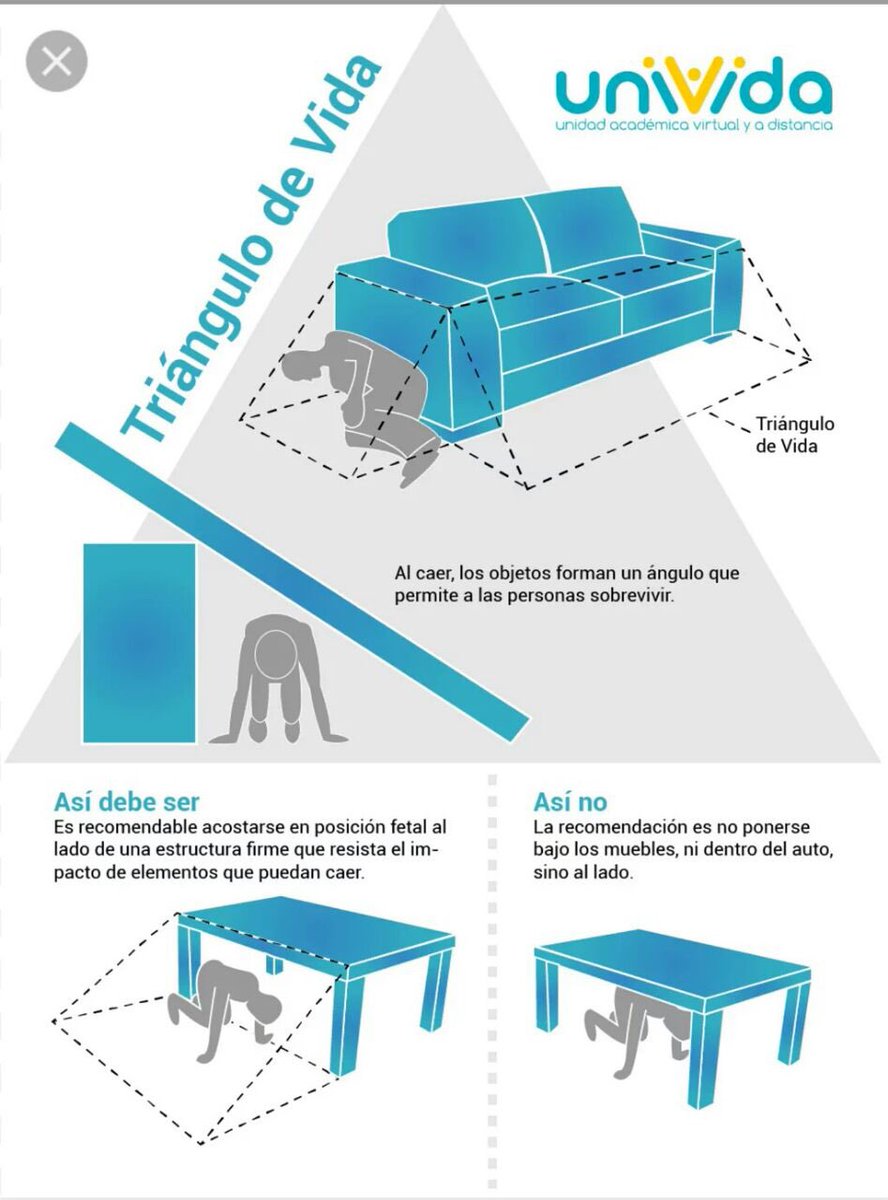 Triángulo de Vida
univida
unidad académica virtual y a distancia
Triángulo
de Vida
Al caer, los objetos forman un ángulo que
permite a las personas sobrevivir.
Así debe ser
Es recomendable acostarse en posición fetal al
lado de una estructura firme que resista el im-
pacto de elementos que puedan caer.
Así no
La recomendación es no ponerse
bajo los muebles, ni dentro del auto,
sino al lado.